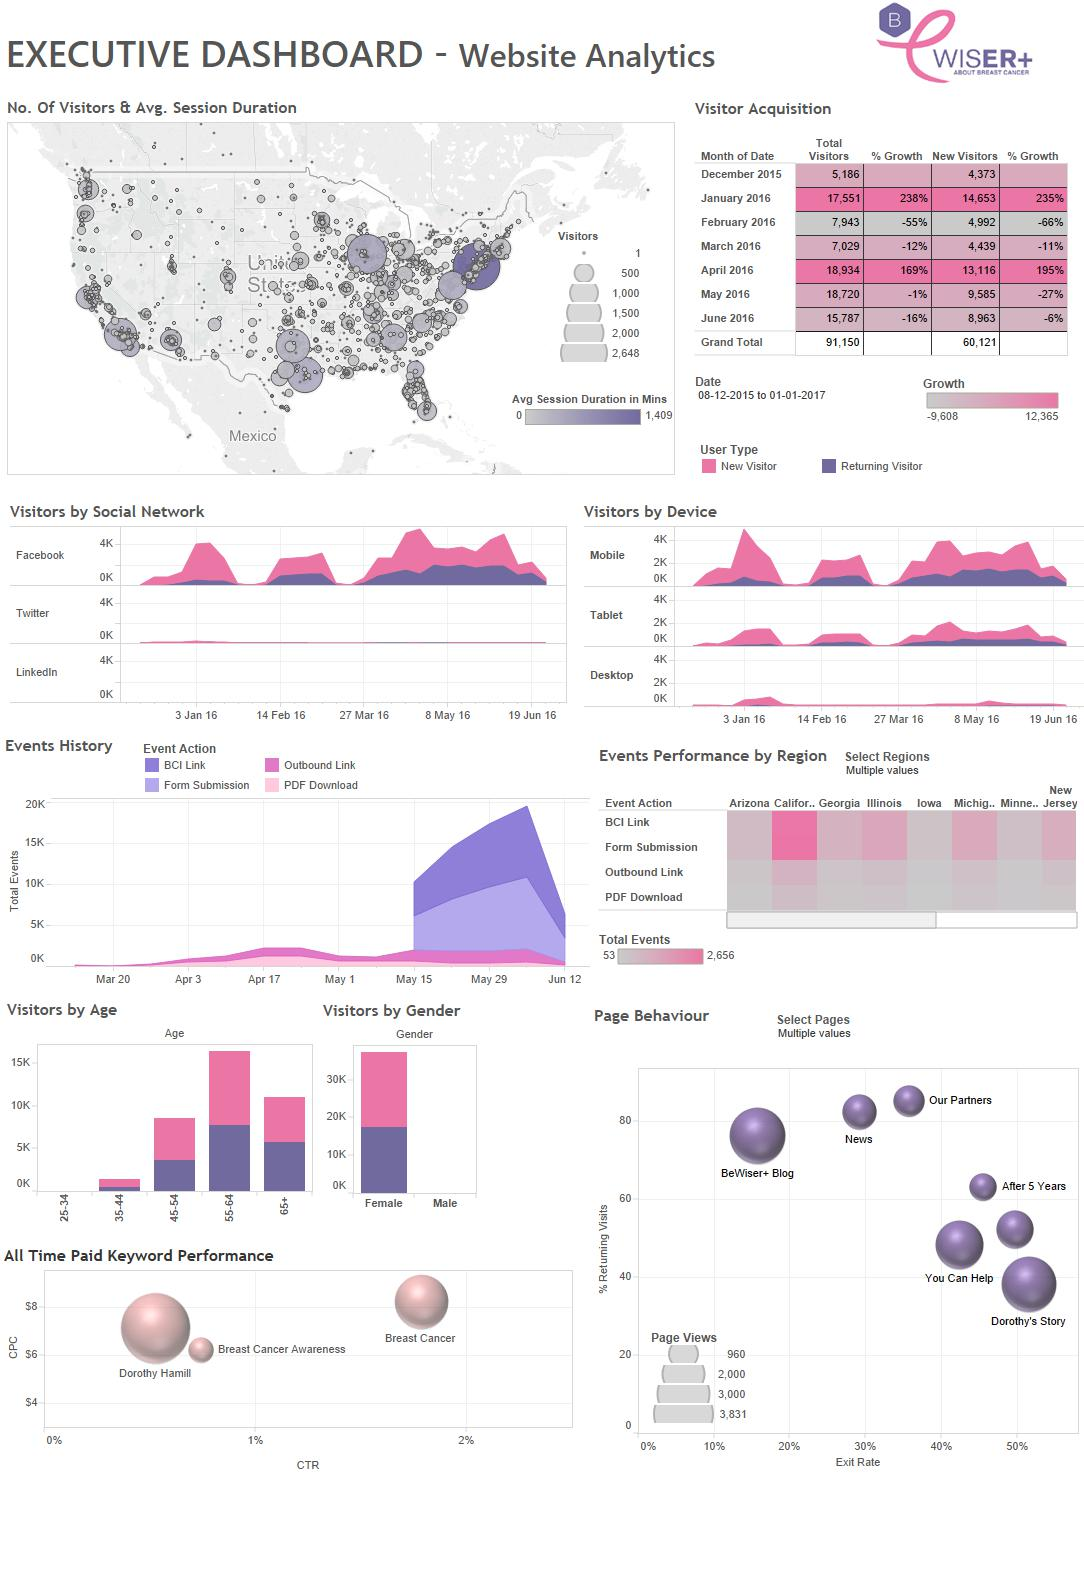 EXECUTIVE DASHBOARD - Website Analytics
B
WISER+
ABOUT BREAST CANCER
No. Of Visitors & Avg. Session Duration
United
States
Mexico
Visitors
1
500
1,000
1,500
2,000
2,648
Avg Session Duration in Mins
0 1,409
Visitor Acquisition
Month of Date Total Visitors % Growth New Visitors % Growth
December 2015 5,186 4,373
January 2016 17,551 238% 14,653 235%
February 2016 7,943 -55% 4,992 -66%
March 2016 7,029 -12% 4,439 -11%
April 2016 18,934 169% 13,116 195%
May 2016 18,720 -1% 9,585 -27%
June 2016 15,787 -16% 8,963 -6%
Grand Total 91,150 60,121
Date
08-12-2015 to 01-01-2017
Growth
-9,608 12,365
User Type
New Visitor Returning Visitor
Visitors by Social Network
Facebook
4K
0K
Twitter
4K
0K
LinkedIn
4K
0K
3 Jan 16 14 Feb 16 27 Mar 16 8 May 16 19 Jun 16
Visitors by Device
Mobile
4K
2K
0K
Tablet
4K
2K
0K
Desktop
4K
2K
0K
3 Jan 16 14 Feb 16 27 Mar 16 8 May 16 19 Jun 16
Events History
Event Action
BCI Link Outbound Link
Form Submission PDF Download
Total Events
20K
15K
10K
5K
0K
Mar 20 Apr 3 Apr 17 May 1 May 15 May 29 Jun 12
Events Performance by Region
Select Regions
Multiple values
Event Action Arizona Califor.. Georgia Illinois Iowa Michig.. Minne.. New Jersey
BCI Link
Form Submission
Outbound Link
PDF Download
Total Events
53 2,656
Visitors by Age
Age
15K
10K
5K
0K
25-34 35-44 45-54 55-64 65+
Visitors by Gender
Gender
30K
20K
10K
0K
Female Male
Page Behaviour
Select Pages
Multiple values
% Returning Visits
80
60
40
20
0
Our Partners
News
BeWiser+ Blog
After 5 Years
You Can Help
Dorothy's Story
Page Views
960
2,000
3,000
3,831
0% 10% 20% 30% 40% 50%
Exit Rate
All Time Paid Keyword Performance
CPC
$8
$6
$4
Breast Cancer
Breast Cancer Awareness
Dorothy Hamill
0% 1% 2%
CTR